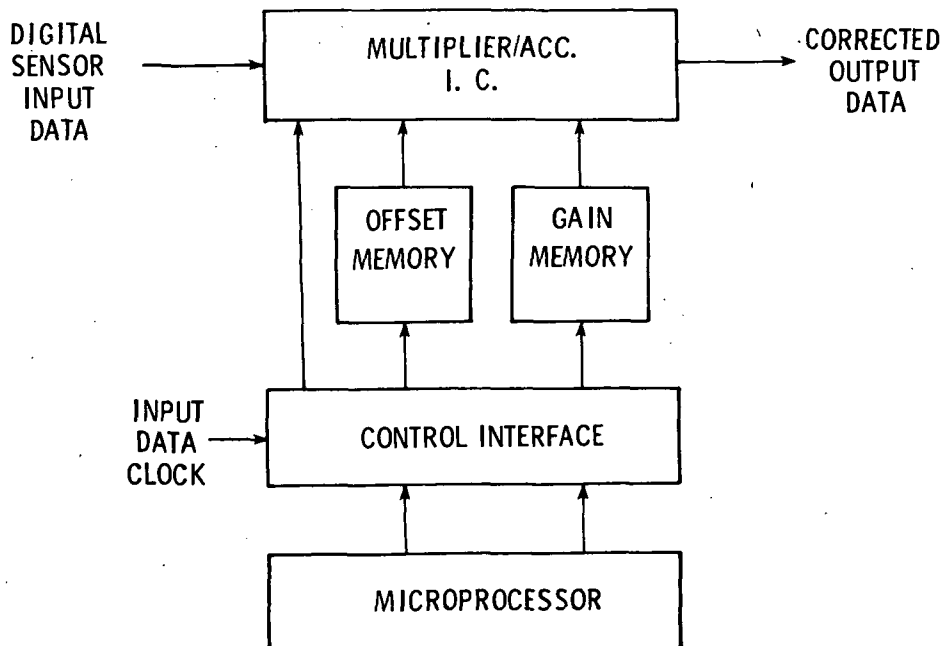 DIGITAL
SENSOR
INPUT
DATA
MULTIPLIER/ACC.
I. C.
CORRECTED
OUTPUT
DATA
OFFSET
MEMORY
GAIN
MEMORY
INPUT
DATA
CLOCK
CONTROL INTERFACE
MICROPROCESSOR